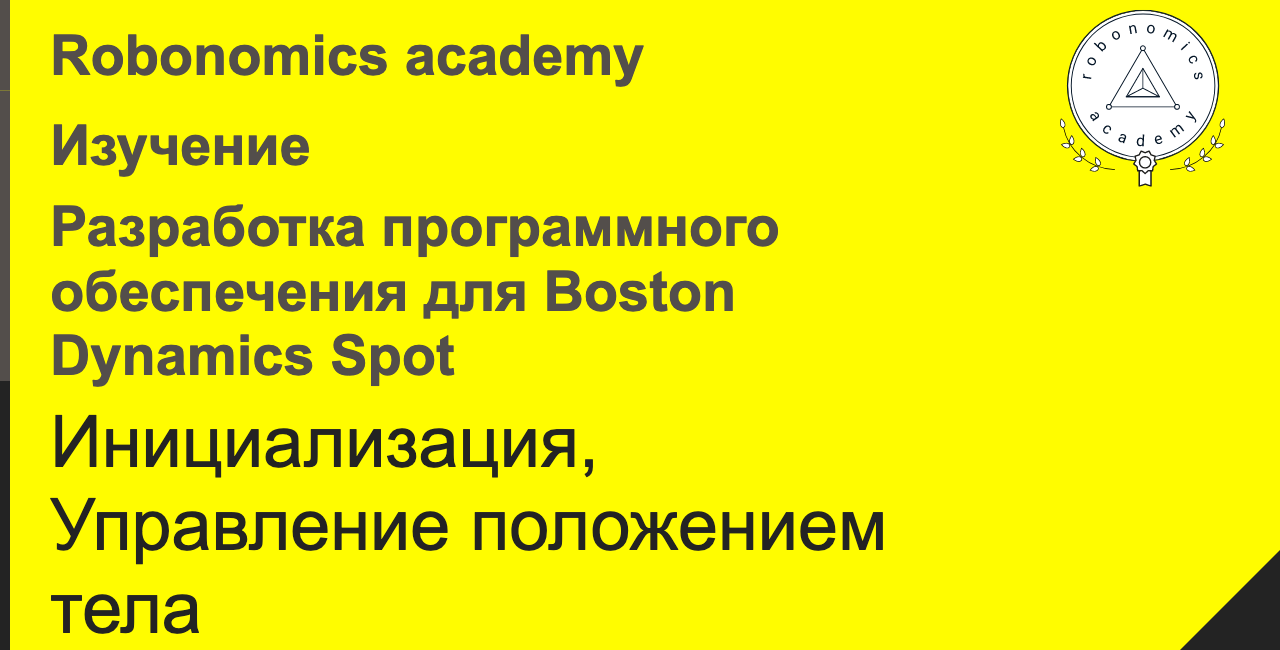 Robonomics academy
Изучение
Разработка программного
обеспечения для Boston
Dynamics Spot
Инициализация,
Управление положением
тела
robonomics
academy